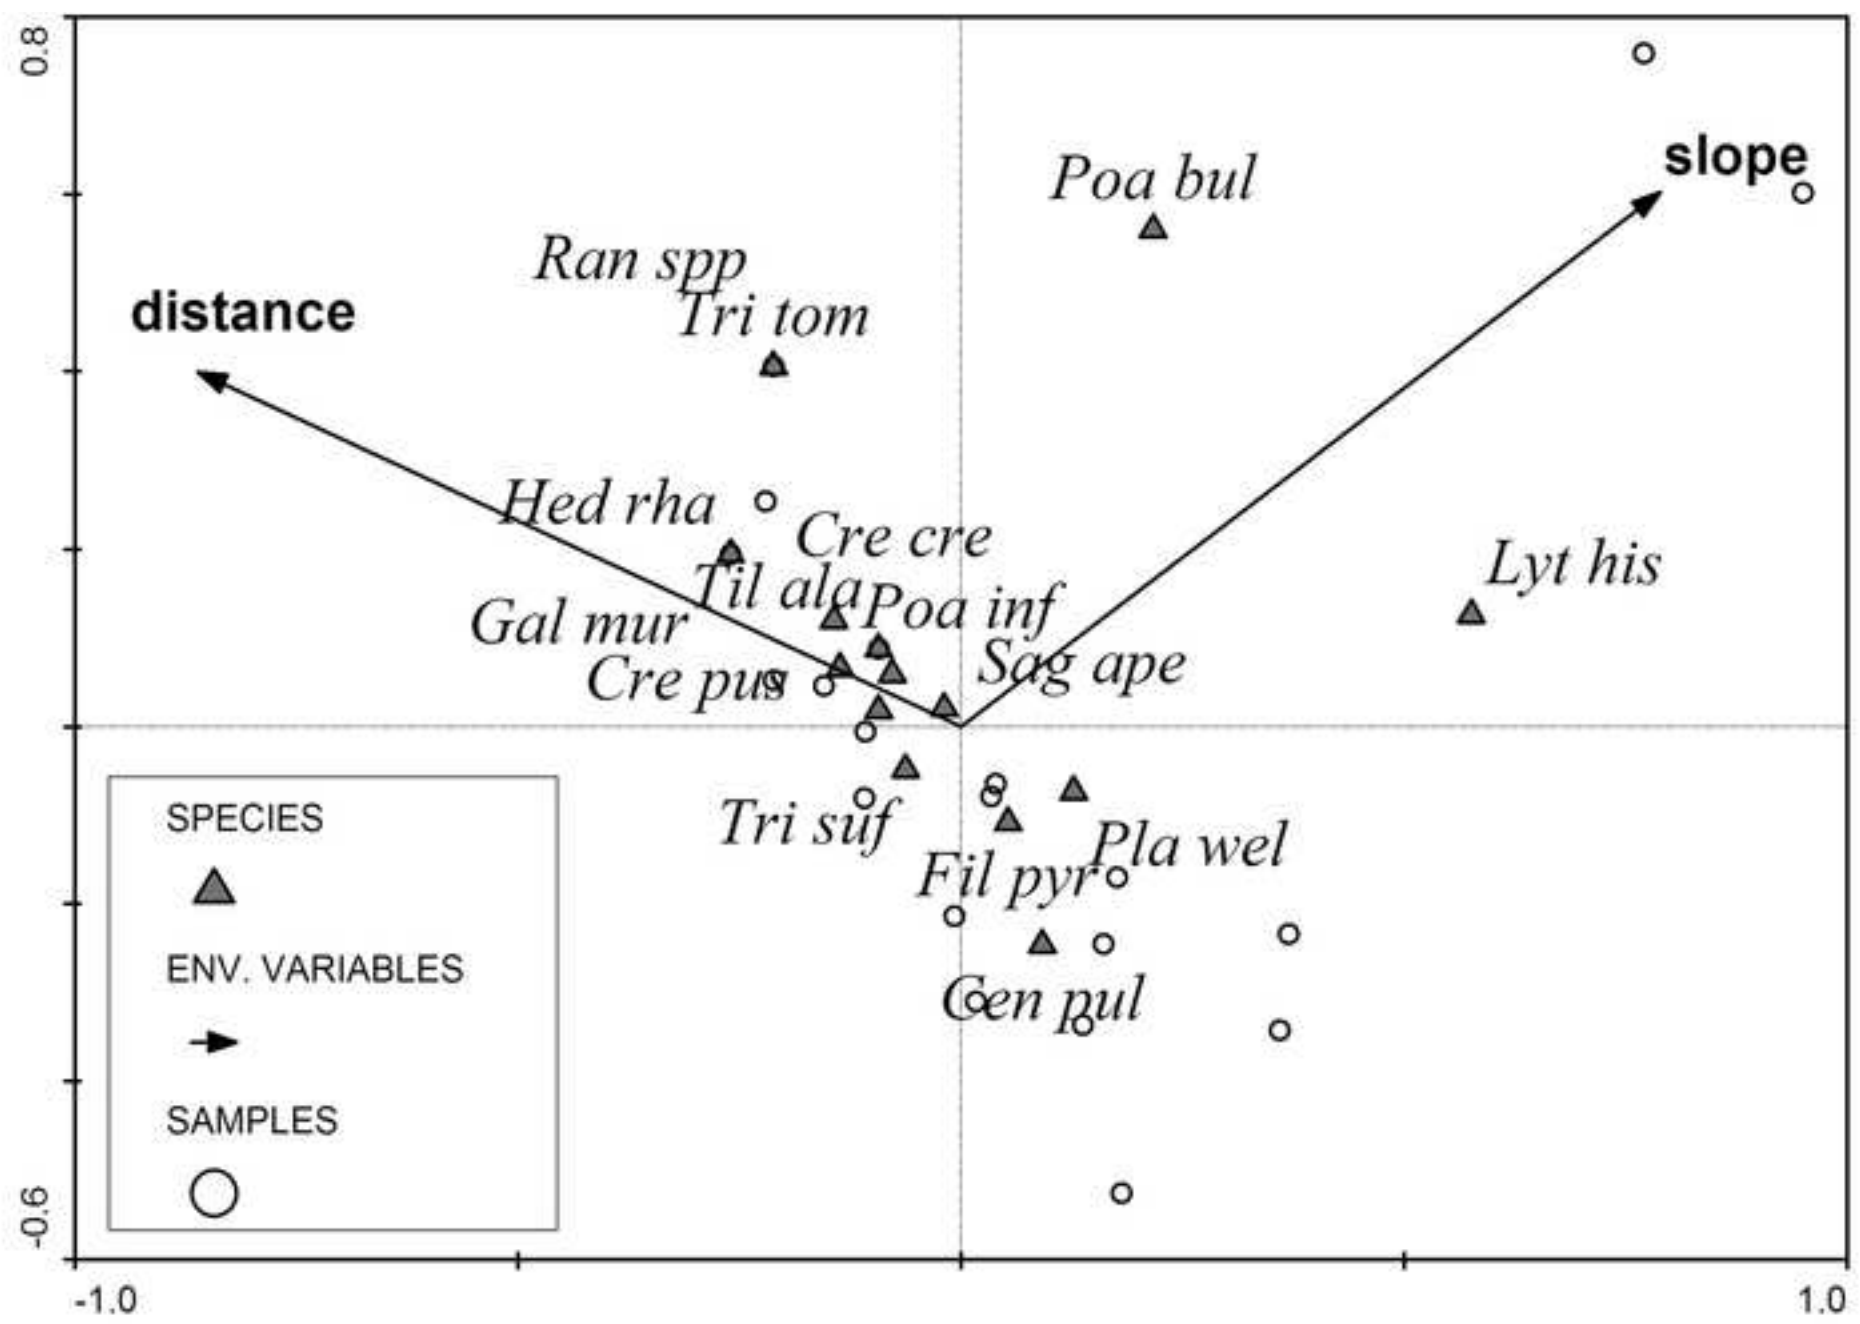 0.8
slope
Poa bul
Ran spp
Tri tom
distance
Hed rha
Cre cre
Lyt his
Til ala
Poa inf
Gal mur
Sag ape
Cre pus
SPECIES
Tri suf
Pla wel
Fil pyr
ENV. VARIABLES
Cen pul
SAMPLES
-0.6
-1.0
1.0